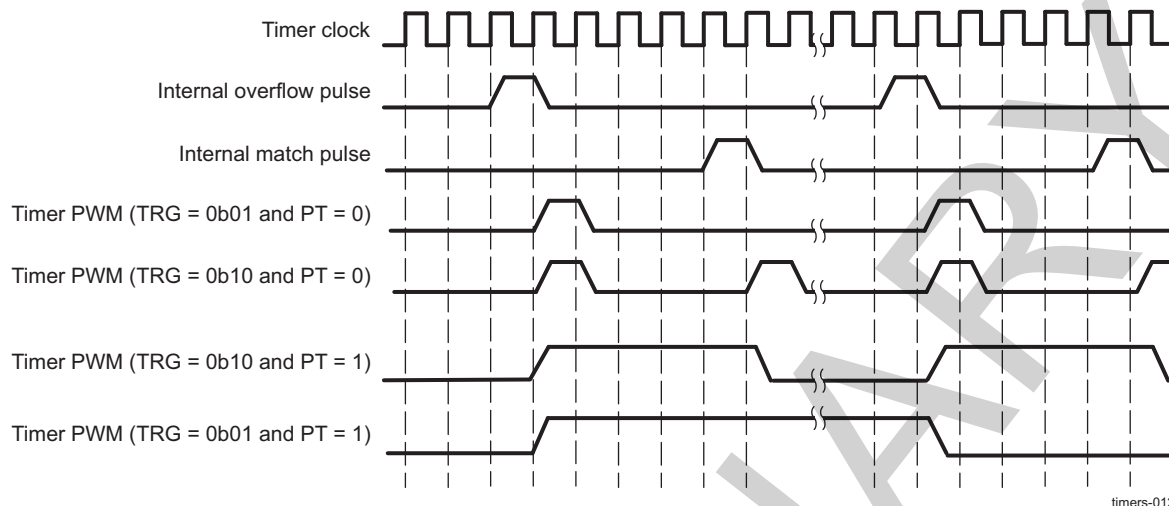 Timer clock
Internal overflow pulse
Internal match pulse
Timer PWM (TRG = 0b01 and PT = 0)
Timer PWM (TRG = 0b10 and PT = 0)
Timer PWM (TRG = 0b10 and PT = 1)
Timer PWM (TRG = 0b01 and PT = 1)